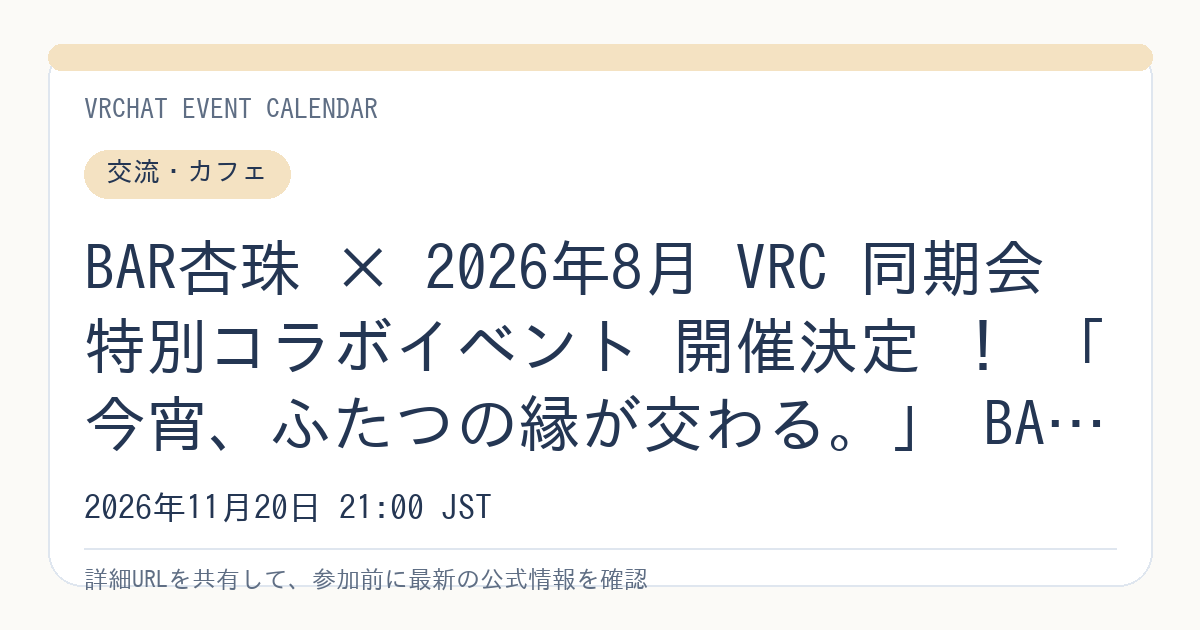 VRCHAT EVENT CALENDAR
交流・カフェ
BAR杏珠 × 2026年8月 VRC 同期会
特別コラボイベント 開催決定 ！ 「
今宵、ふたつの縁が交わる。」 BA…
2026年11月20日 21:00 JST
詳細URLを共有して、参加前に最新の公式情報を確認